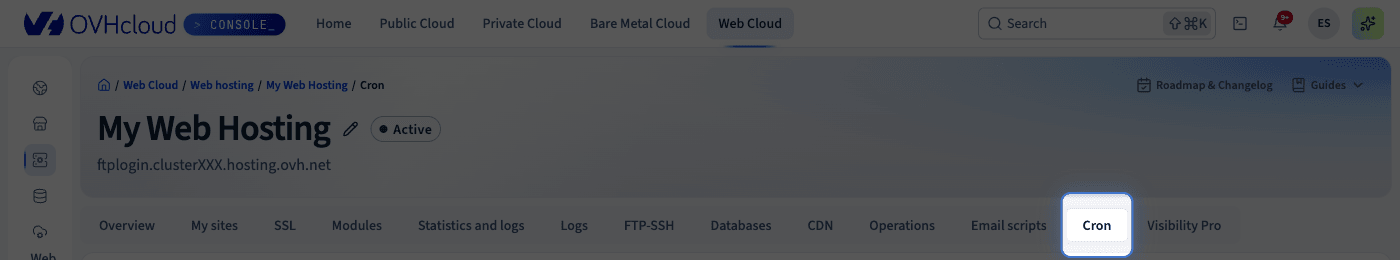 OVHcloud > CONSOLE_ Home Public Cloud Private Cloud Bare Metal Cloud Web Cloud Search ⇧⌘K 9+ ES
/ Web Cloud / Web hosting / My Web Hosting / Cron Roadmap & Changelog Guides
My Web Hosting Active
ftplogin.clusterXXX.hosting.ovh.net
Overview My sites SSL Modules Statistics and logs Logs FTP-SSH Databases CDN Operations Email scripts Cron Visibility Pro
Web